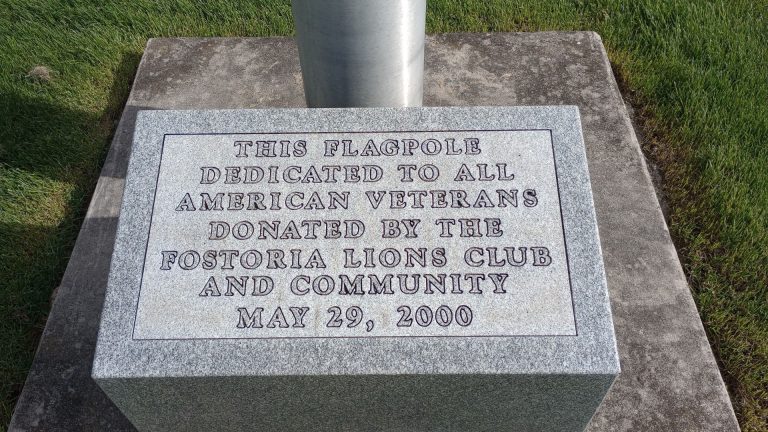 THIS FLAGPOLE
DEDICATED TO ALL
AMERICAN VETERANS
DONATED BY THE
FOSTORIA LIONS CLUB
AND COMMUNITY
MAY 29, 2000